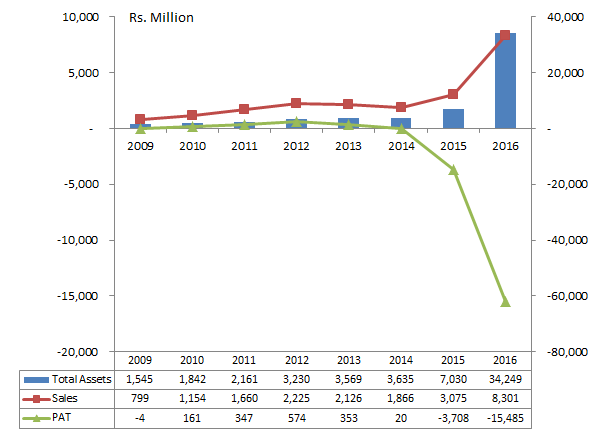 10,000 Rs. Million 40,000
5,000 20,000
- -
2009 2010 2011 2012 2013 2014 2015 2016
-5,000 -20,000
-10,000 -40,000
-15,000 -60,000
-20,000 -80,000
2009 2010 2011 2012 2013 2014 2015 2016
Total Assets 1,545 1,842 2,161 3,230 3,569 3,635 7,030 34,249
Sales 799 1,154 1,660 2,225 2,126 1,866 3,075 8,301
PAT -4 161 347 574 353 20 -3,708 -15,485